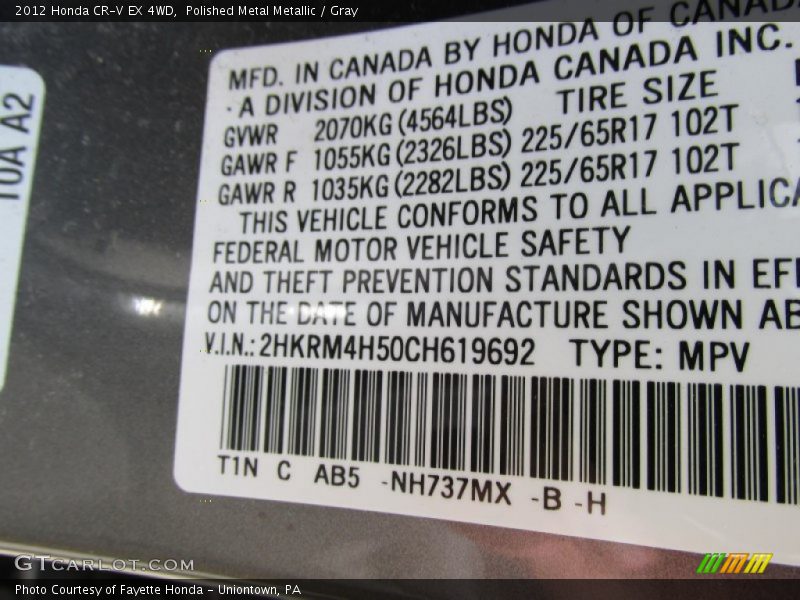 2012 Honda CR-V EX 4WD, Polished Metal Metallic / Gray
MFD. IN CANADA BY HONDA OF CANADA
- A DIVISION OF HONDA CANADA INC.
GVWR 2070KG (4564LBS) TIRE SIZE
GAWR F 1055KG (2326LBS) 225/65R17 102T
GAWR R 1035KG (2282LBS) 225/65R17 102T
THIS VEHICLE CONFORMS TO ALL APPLICA
FEDERAL MOTOR VEHICLE SAFETY
AND THEFT PREVENTION STANDARDS IN EFF
ON THE DATE OF MANUFACTURE SHOWN AB
V.I.N.: 2HKRM4H50CH619692 TYPE: MPV
T1N C AB5 -NH737MX -B -H
10A A2
GTCARLOT.COM
Photo Courtesy of Fayette Honda - Uniontown, PA